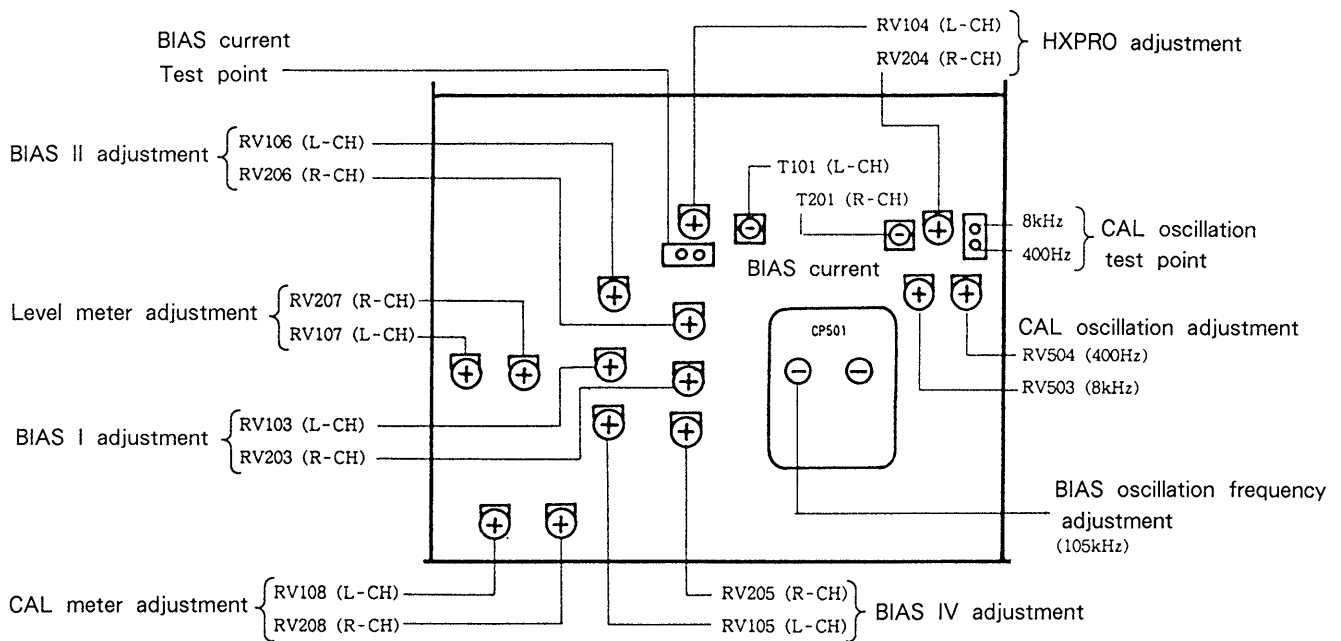 BIAS current
Test point
RV104 (L-CH)
RV204 (R-CH)
HXPRO adjustment
BIAS II adjustment
RV106 (L-CH)
RV206 (R-CH)
T101 (L-CH)
T201 (R-CH)
8kHz
400Hz
CAL oscillation
test point
BIAS current
Level meter adjustment
RV207 (R-CH)
RV107 (L-CH)
CP501
CAL oscillation adjustment
RV504 (400Hz)
RV503 (8kHz)
BIAS I adjustment
RV103 (L-CH)
RV203 (R-CH)
BIAS oscillation frequency
adjustment
(105kHz)
CAL meter adjustment
RV108 (L-CH)
RV208 (R-CH)
RV205 (R-CH)
RV105 (L-CH)
BIAS IV adjustment